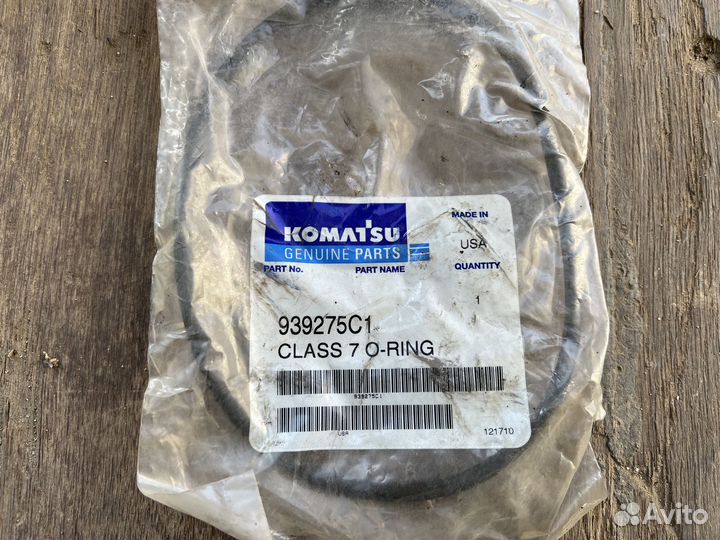 KOMATSU
GENUINE PARTS
MADE IN
USA
PART No.
PART NAME
QUANTITY
1
939275C1
CLASS 7 O-RING
939275C1
USA
121710
Avito